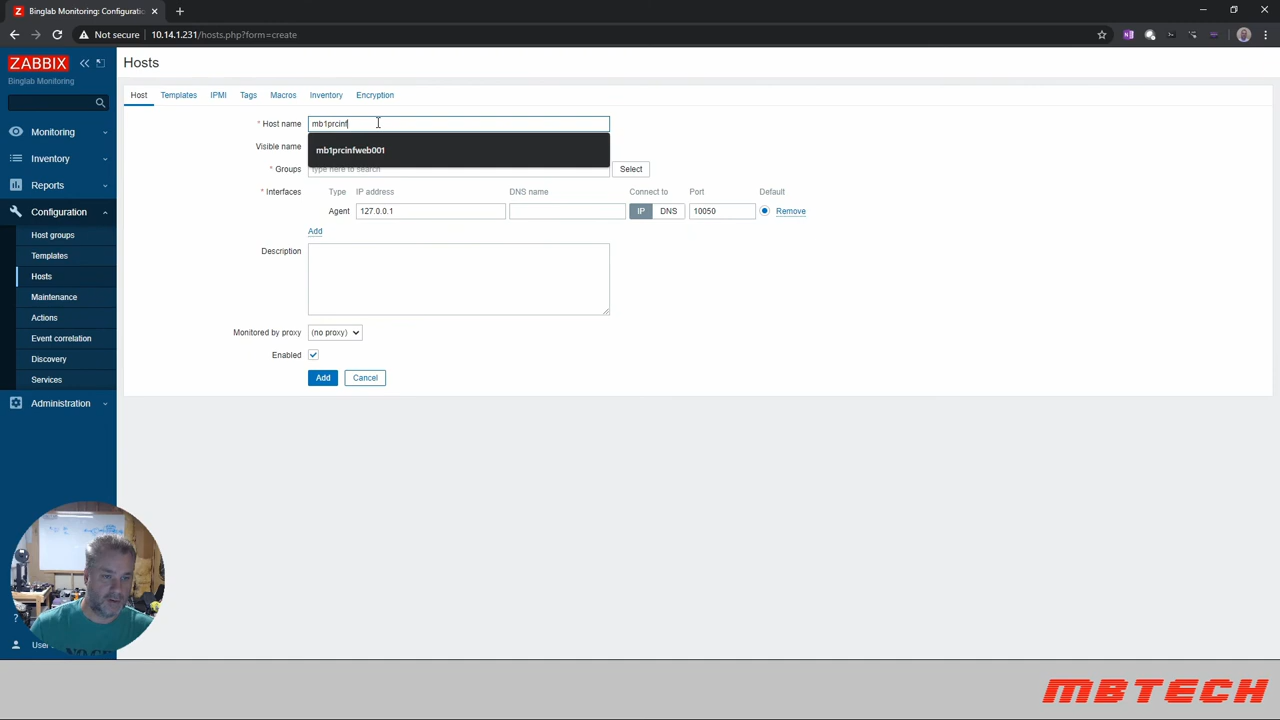 Binglab Monitoring: Configuratio
Not secure 10.14.1.231/hosts.php?form=create
ZABBIX
Binglab Monitoring
Monitoring
Inventory
Reports
Configuration
Host groups
Templates
Hosts
Maintenance
Actions
Event correlation
Discovery
Services
Administration
?
User
Hosts
Host Templates IPMI Tags Macros Inventory Encryption
* Host name mb1prcinf
mb1prcinfweb001
Visible name
* Groups type here to search Select
* Interfaces Type IP address DNS name Connect to Port Default
Agent 127.0.0.1 IP DNS 10050 Remove
Add
Description
Monitored by proxy (no proxy)
Enabled
Add Cancel
MBTECH